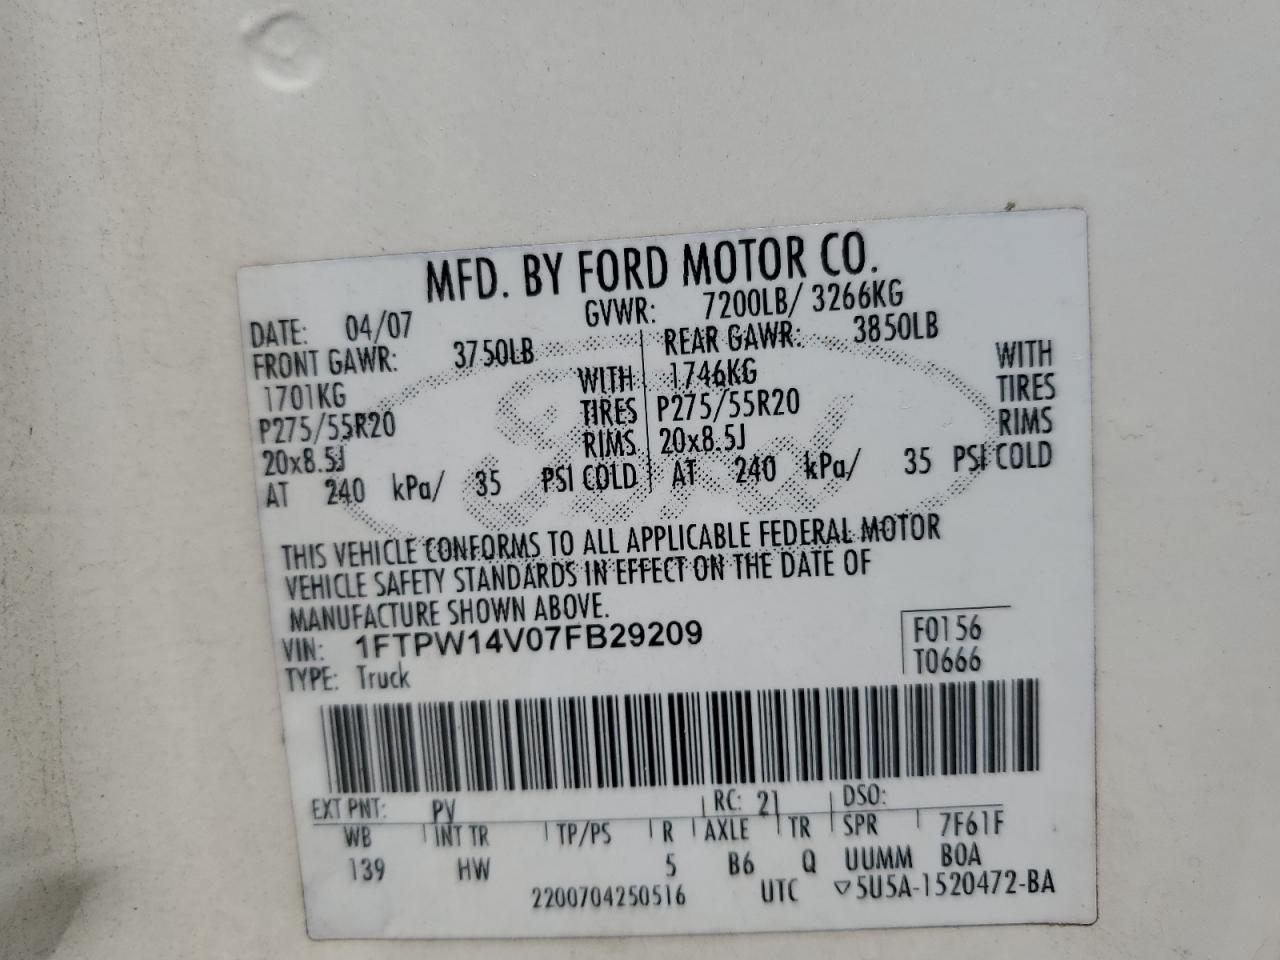 MFD. BY FORD MOTOR CO.
DATE: 04/07 GVWR: 7200LB/ 3266KG
FRONT GAWR: 3750LB REAR GAWR: 3850LB
1701KG WITH 1746KG WITH
P275/55R20 TIRES P275/55R20 TIRES
20x8.5J RIMS 20x8.5J RIMS
AT 240 kPa/ 35 PSI COLD AT 240 kPa/ 35 PSI COLD
THIS VEHICLE CONFORMS TO ALL APPLICABLE FEDERAL MOTOR
VEHICLE SAFETY STANDARDS IN EFFECT ON THE DATE OF
MANUFACTURE SHOWN ABOVE.
VIN: 1FTPW14V07FB29209 F0156
TYPE: Truck T0666
EXT PNT: PV RC: 21 DSO:
WB INT TR TP/PS R AXLE TR SPR 7F61F
139 HW 5 B6 Q UUMM B0A
2200704250516 UTC ▽5U5A-1520472-BA
Ford